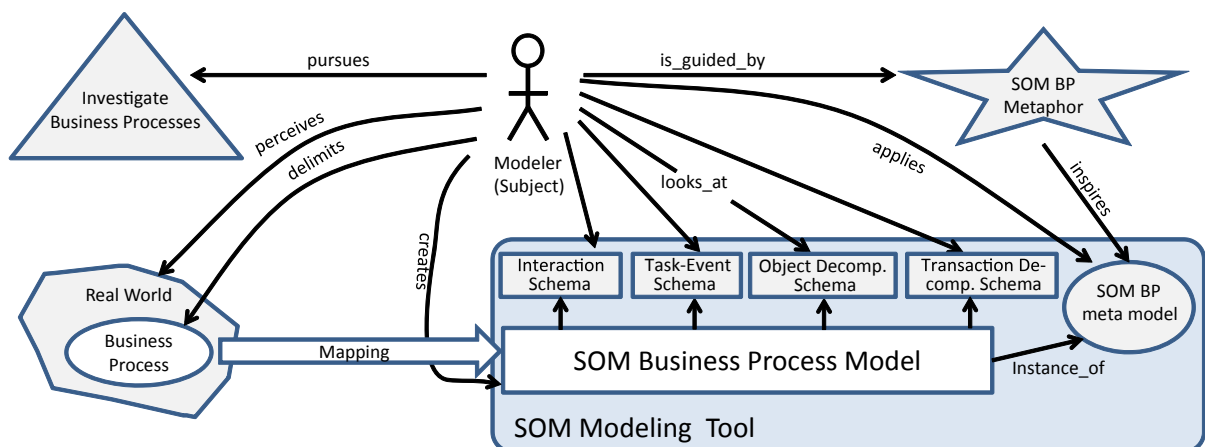 pursues
is_guided_by
SOM BP
Metaphor
Investigate
Business Processes
perceives
delimits
Modeler
(Subject)
looks_at
applies
inspires
creates
Interaction
Schema
Task-Event
Schema
Object Decomp.
Schema
Transaction De-
comp. Schema
SOM BP
meta model
Real World
Business
Process
Mapping
SOM Business Process Model
Instance_of
SOM Modeling Tool